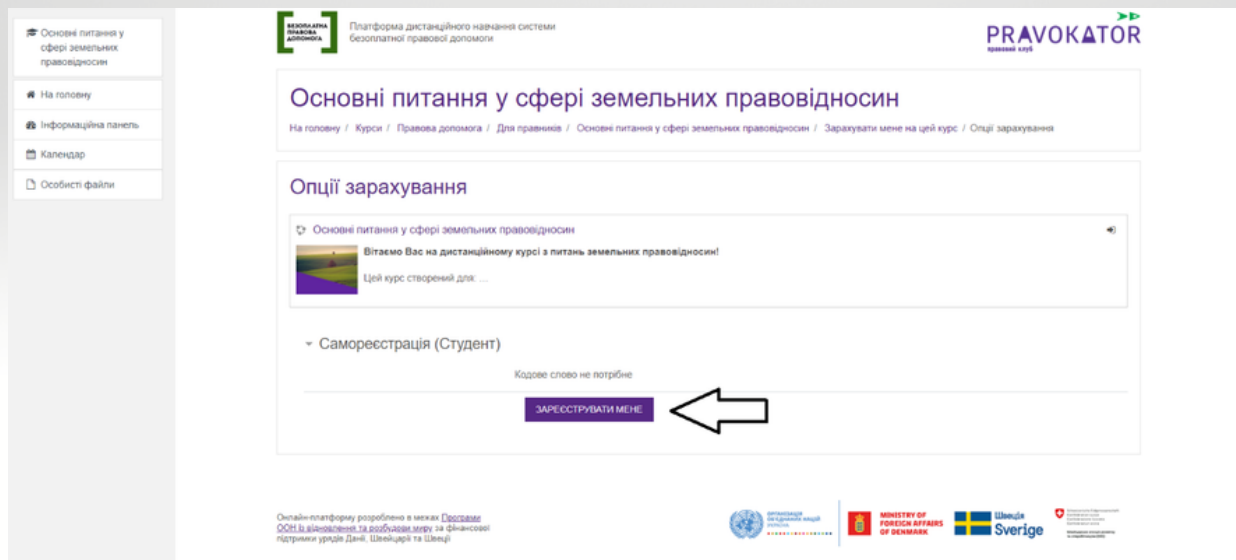 Основні питання у
сфері земельних
правовідносин
На головну
Інформаційна панель
Календар
Особисті файли
БЕЗОПЛАТНА
ПРАВОВА
ДОПОМОГА
Платформа дистанційного навчання системи
безоплатної правової допомоги
PRAVOKATOR
правовий клуб
Основні питання у сфері земельних правовідносин
На головну / Курси / Правова допомога / Для правників / Основні питання у сфері земельних правовідносин / Зарахувати мене на цей курс / Опції зарахування
Опції зарахування
Основні питання у сфері земельних правовідносин
Вітаємо Вас на дистанційному курсі з питань земельних правовідносин!
Цей курс створений для: ...
Самореєстрація (Студент)
Кодове слово не потрібне
ЗАРЕЄСТРУВАТИ МЕНЕ
Онлайн-платформу розроблено в межах Програми
ООН із відновлення та розбудови миру за фінансової
підтримки урядів Данії, Швейцарії та Швеції
ОРГАНІЗАЦІЯ
ОБ'ЄДНАНИХ НАЦІЙ
УКРАЇНА
MINISTRY OF
FOREIGN AFFAIRS
OF DENMARK
Швеція
Sverige